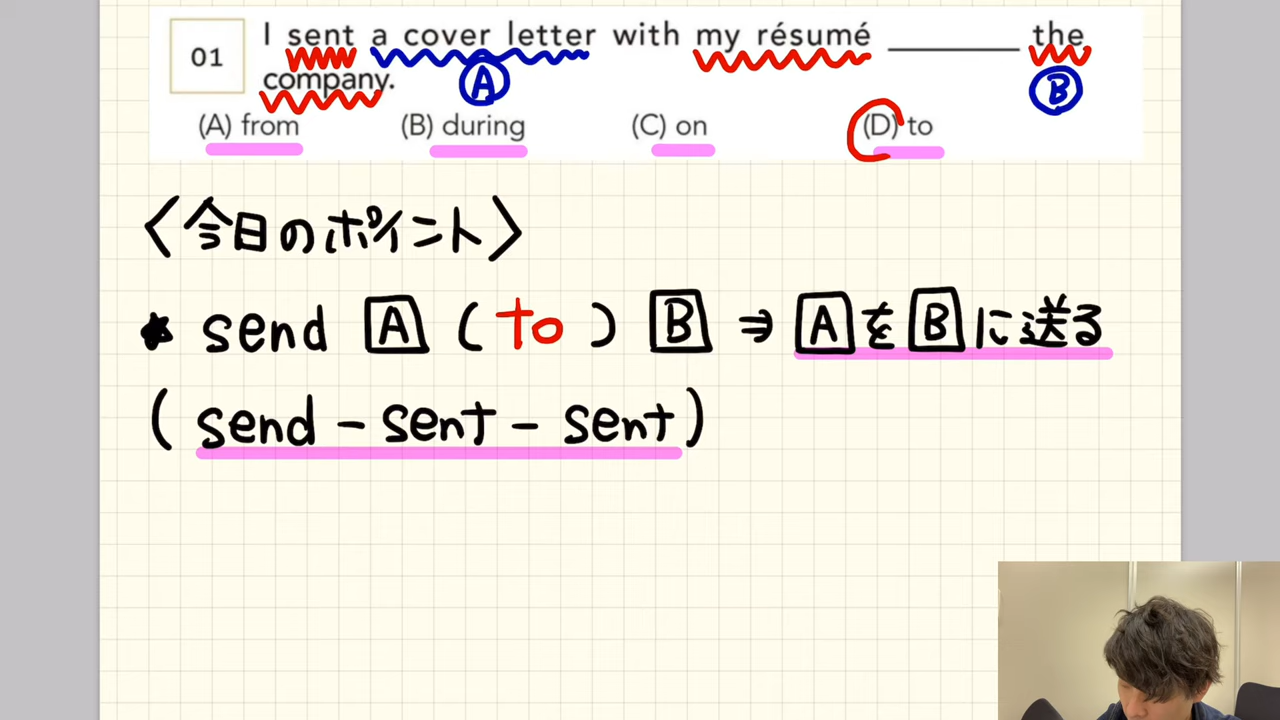 01
I sent a cover letter with my résumé ________ the
company.
A
B
(A) from (B) during (C) on (D) to
〈今日のポイント〉
* send A (to) B ⇒ AをBに送る
(send - sent - sent)